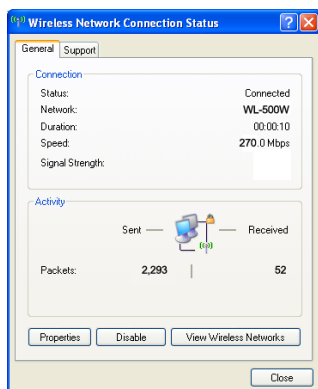 Wireless Network Connection Status
General Support
Connection
Status: Connected
Network: WL-500W
Duration: 00:00:10
Speed: 270.0 Mbps
Signal Strength:
Activity
Sent Received
Packets: 2,293 52
Properties Disable View Wireless Networks
Close